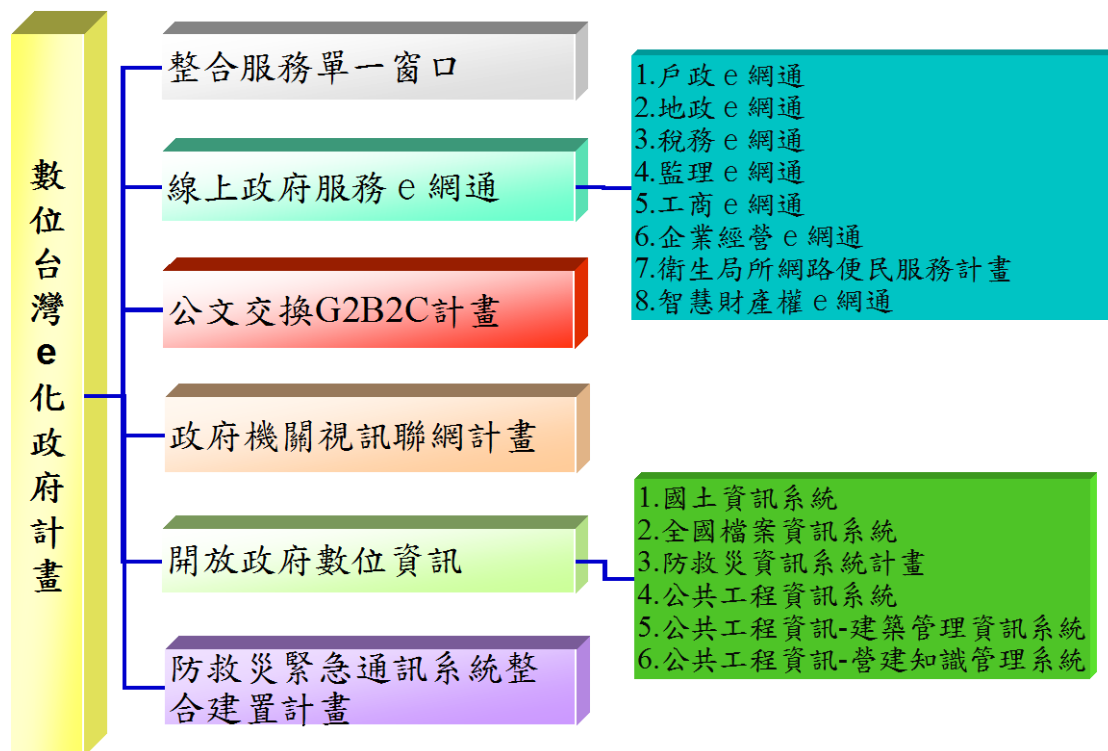 數位台灣e化政府計畫
整合服務單一窗口
線上政府服務e網通
1.戶政e網通
2.地政e網通
3.稅務e網通
4.監理e網通
5.工商e網通
6.企業經營e網通
7.衛生局所網路便民服務計畫
8.智慧財產權e網通
公文交換G2B2C計畫
政府機關視訊聯網計畫
開放政府數位資訊
1.國土資訊系統
2.全國檔案資訊系統
3.防救災資訊系統計畫
4.公共工程資訊系統
5.公共工程資訊-建築管理資訊系統
6.公共工程資訊-營建知識管理系統
防救災緊急通訊系統整
合建置計畫